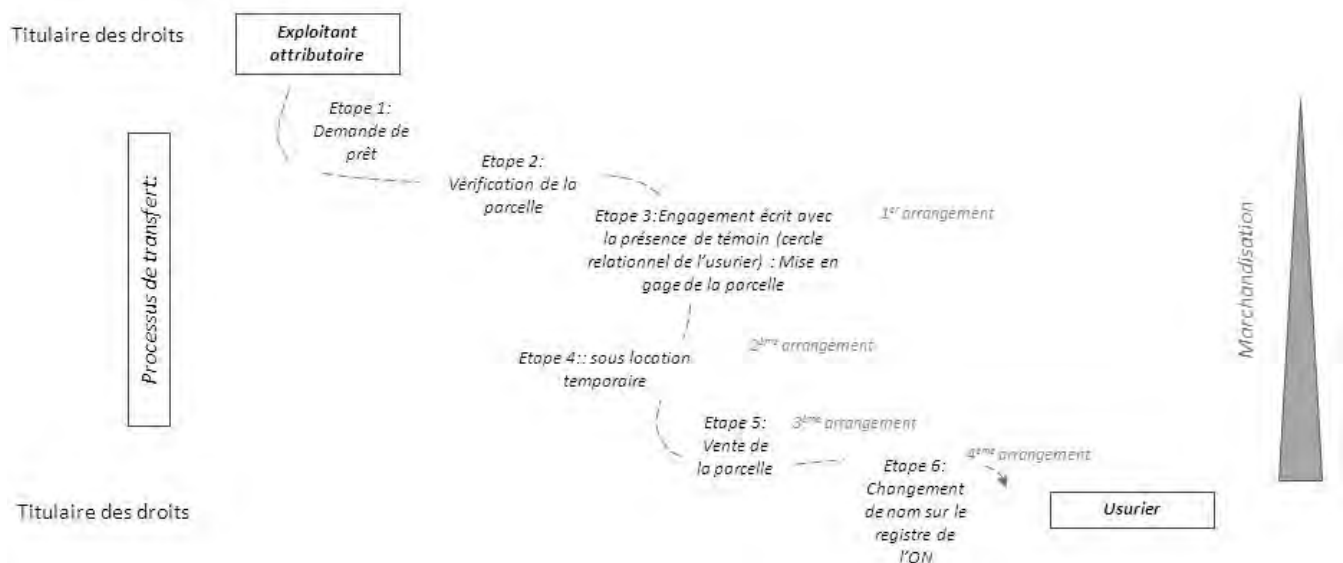 Titulaire des droits
Exploitant
attributaire
Etape 1:
Demande de
prêt
Etape 2:
Vérification de la
parcelle
Etape 3:Engagement écrit avec
la présence de témoin (cercle
relationnel de l'usurier) : Mise en
gage de la parcelle
1er arrangement
Processus de transfert:
Marchandisation
Etape 4:: sous location
temporaire
2ème arrangement
Etape 5:
Vente de
la parcelle
3ème arrangement
Etape 6:
Changement
de nom sur le
registre de
l'ON
4ème arrangement
Titulaire des droits
Usurier